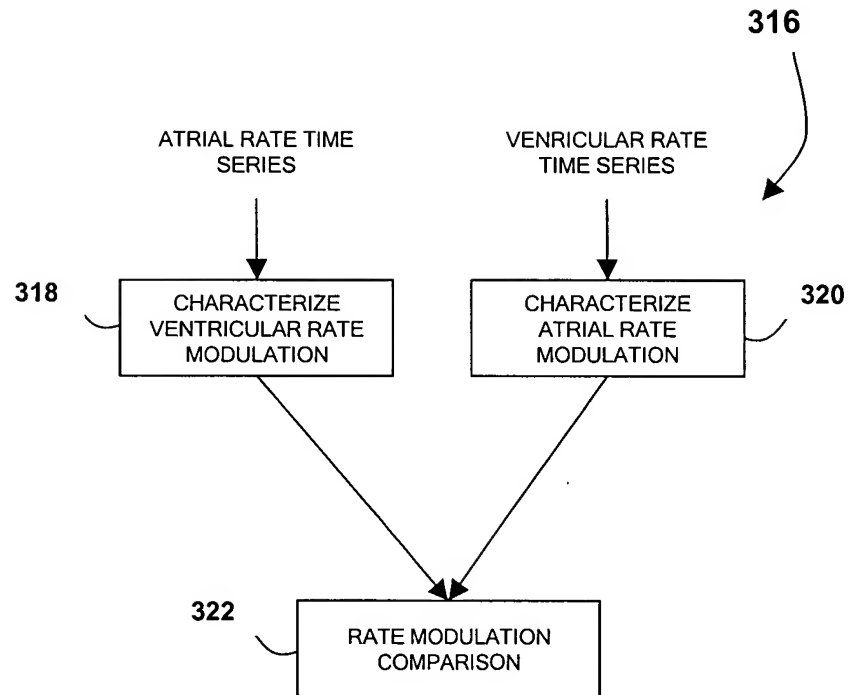 316
ATRIAL RATE TIME
SERIES
VENRICULAR RATE
TIME SERIES
318
CHARACTERIZE
VENTRICULAR RATE
MODULATION
CHARACTERIZE
ATRIAL RATE
MODULATION
320
322
RATE MODULATION
COMPARISON